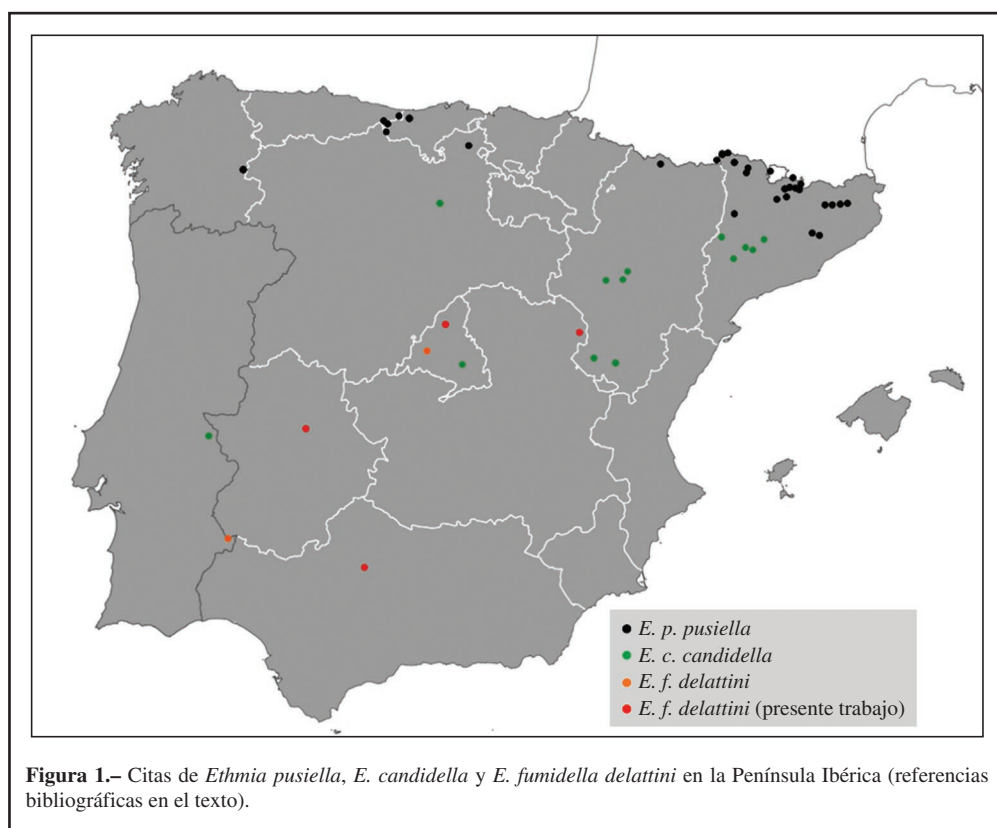 E. p. pusiella
E. c. candidella
E. f. delattini
E. f. delattini (presente trabajo)
Figura 1.– Citas de Ethmia pusiella, E. candidella y E. fumidella delattini en la Península Ibérica (referencias
bibliográficas en el texto).